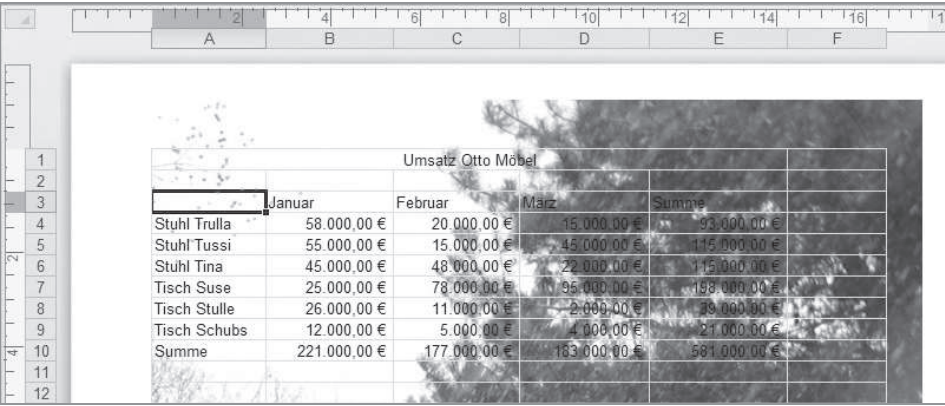 2 4 6 8 10 12 14 16 1
A B C D E F
1 Umsatz Otto Möbel
2
3 Januar Februar März Summe
4 Stuhl Trulla 58.000,00 € 20.000,00 € 15.000,00 € 93.000,00 €
5 Stuhl Tussi 55.000,00 € 15.000,00 € 45.000,00 € 115.000,00 €
6 Stuhl Tina 45.000,00 € 48.000,00 € 22.000,00 € 115.000,00 €
7 Tisch Suse 25.000,00 € 78.000,00 € 95.000,00 € 198.000,00 €
8 Tisch Stulle 26.000,00 € 11.000,00 € 2.000,00 € 39.000,00 €
9 Tisch Schubs 12.000,00 € 5.000,00 € 4.000,00 € 21.000,00 €
10 Summe 221.000,00 € 177.000,00 € 183.000,00 € 581.000,00 €
11
12
2
4